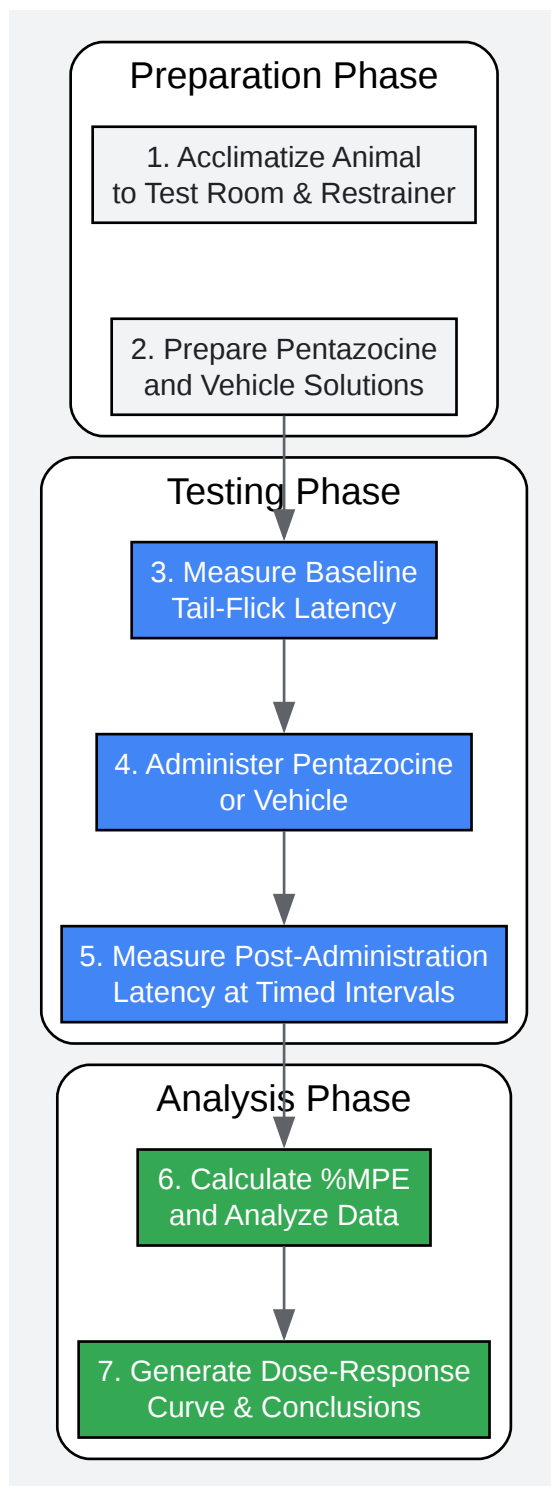 Preparation Phase
1. Acclimatize Animal
to Test Room & Restrainer
2. Prepare Pentazocine
and Vehicle Solutions
Testing Phase
3. Measure Baseline
Tail-Flick Latency
4. Administer Pentazocine
or Vehicle
5. Measure Post-Administration
Latency at Timed Intervals
Analysis Phase
6. Calculate %MPE
and Analyze Data
7. Generate Dose-Response
Curve & Conclusions